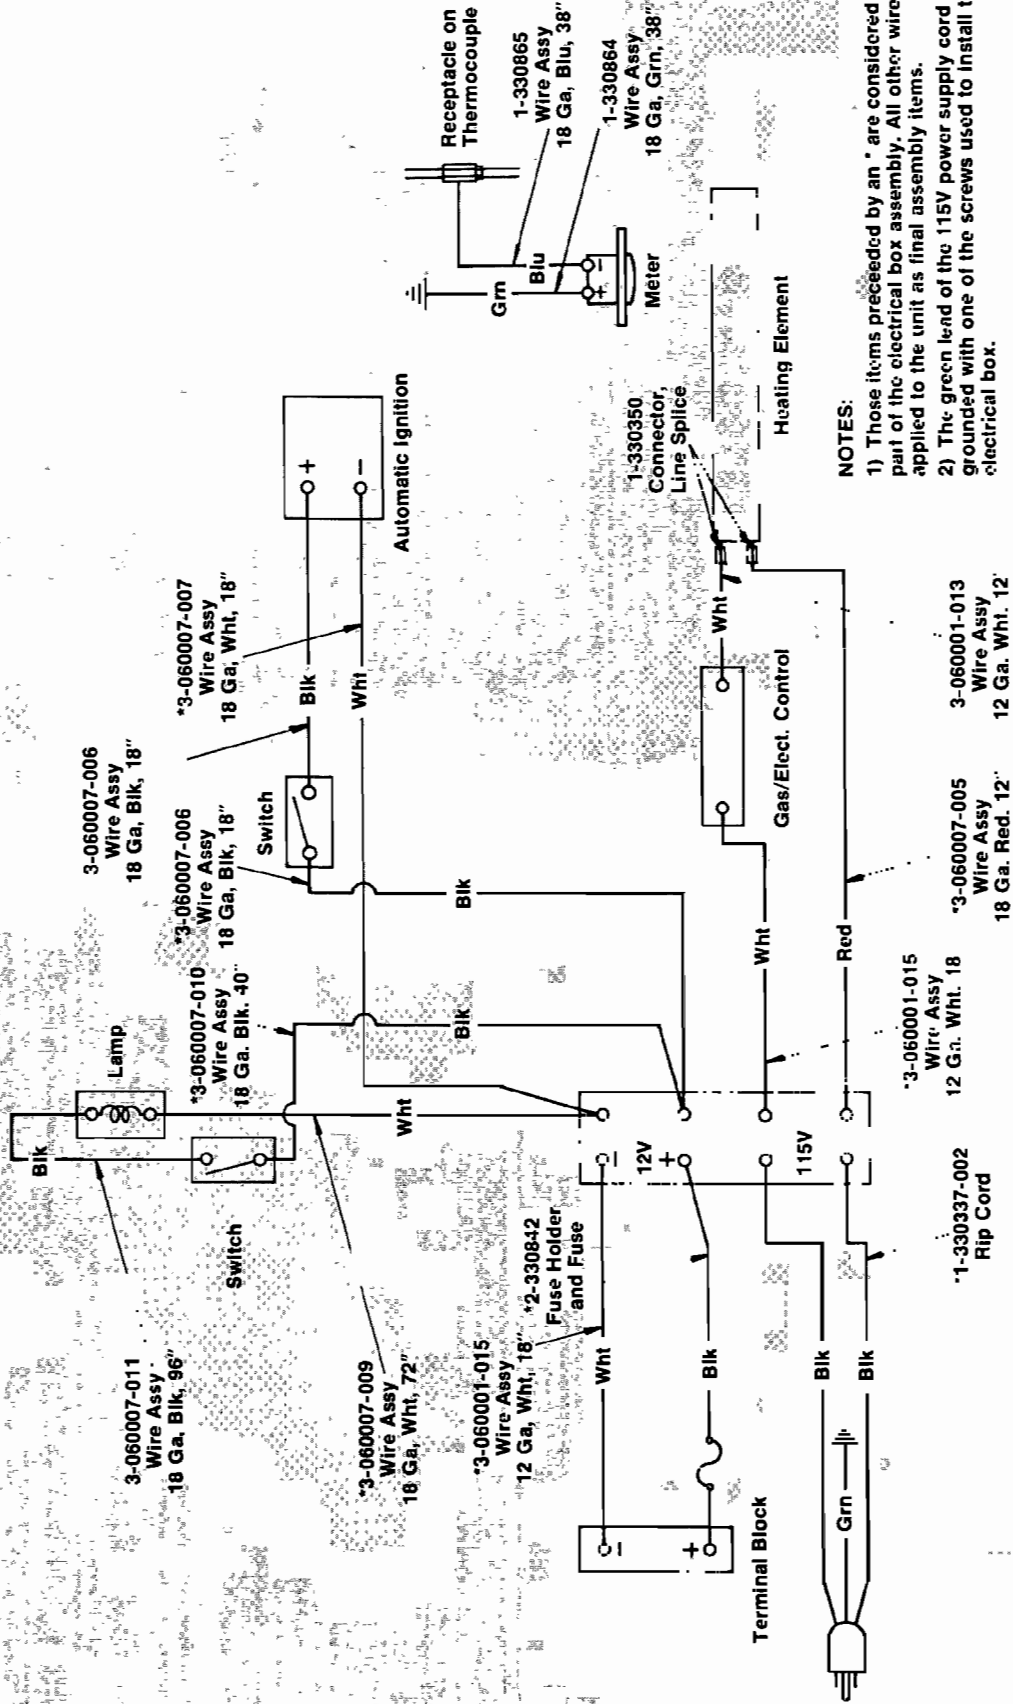 Receptacle on
Thermocouple
1-330865
Wire Assy
18 Ga, Blu, 38"
1-330864
Wire Assy
18 Ga, Grn, 38"
Blu
Grn
+
−
Meter
+
−
Automatic Ignition
*3-060007-007
Wire Assy
18 Ga, Wht, 18"
Blk
Wht
3-060007-006
Wire Assy
18 Ga, Blk, 18"
Switch
*3-060007-006
Wire Assy
18 Ga, Blk, 18"
Blk
*3-060007-010
Wire Assy
18 Ga. Blk. 40"
Blk
Lamp
Blk
Switch
Wht
3-060007-011
Wire Assy
18 Ga, Blk, 96"
*3-060007-009
Wire Assy
18 Ga, Wht, 72"
*3-060001-015
Wire Assy
12 Ga, Wht, 18"
*2-330842
Fuse Holder
and Fuse
−
12V
+
115V
Wht
Blk
−
+
Terminal Block
Blk
Blk
Grn
*1-330337-002
Rip Cord
*3-060001-015
Wire Assy
12 Ga. Wht. 18
Wht
Red
*3-060007-005
Wire Assy
18 Ga. Red. 12"
3-060001-013
Wire Assy
12 Ga. Wht. 12'
Gas/Elect. Control
Wht
1-330350
Connector,
Line Splice
Heating Element
NOTES:
1) Those items preceeded by an * are considered
part of the electrical box assembly. All other wire
applied to the unit as final assembly items.
2) The green lead of the 115V power supply cord
grounded with one of the screws used to install t
electrical box.